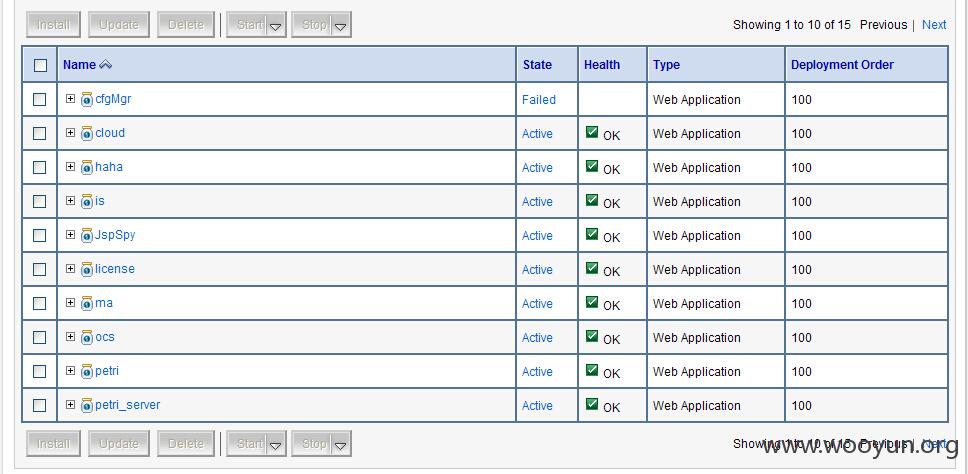 Install Update Delete Start Stop Showing 1 to 10 of 15 Previous | Next
Name State Health Type Deployment Order
cfgMgr Failed Web Application 100
cloud Active OK Web Application 100
haha Active OK Web Application 100
is Active OK Web Application 100
JspSpy Active OK Web Application 100
license Active OK Web Application 100
ma Active OK Web Application 100
ocs Active OK Web Application 100
petri Active OK Web Application 100
petri_server Active OK Web Application 100
Install Update Delete Start Stop Showing 1 to 10 of 15 Previous | Next
www.wooyun.org